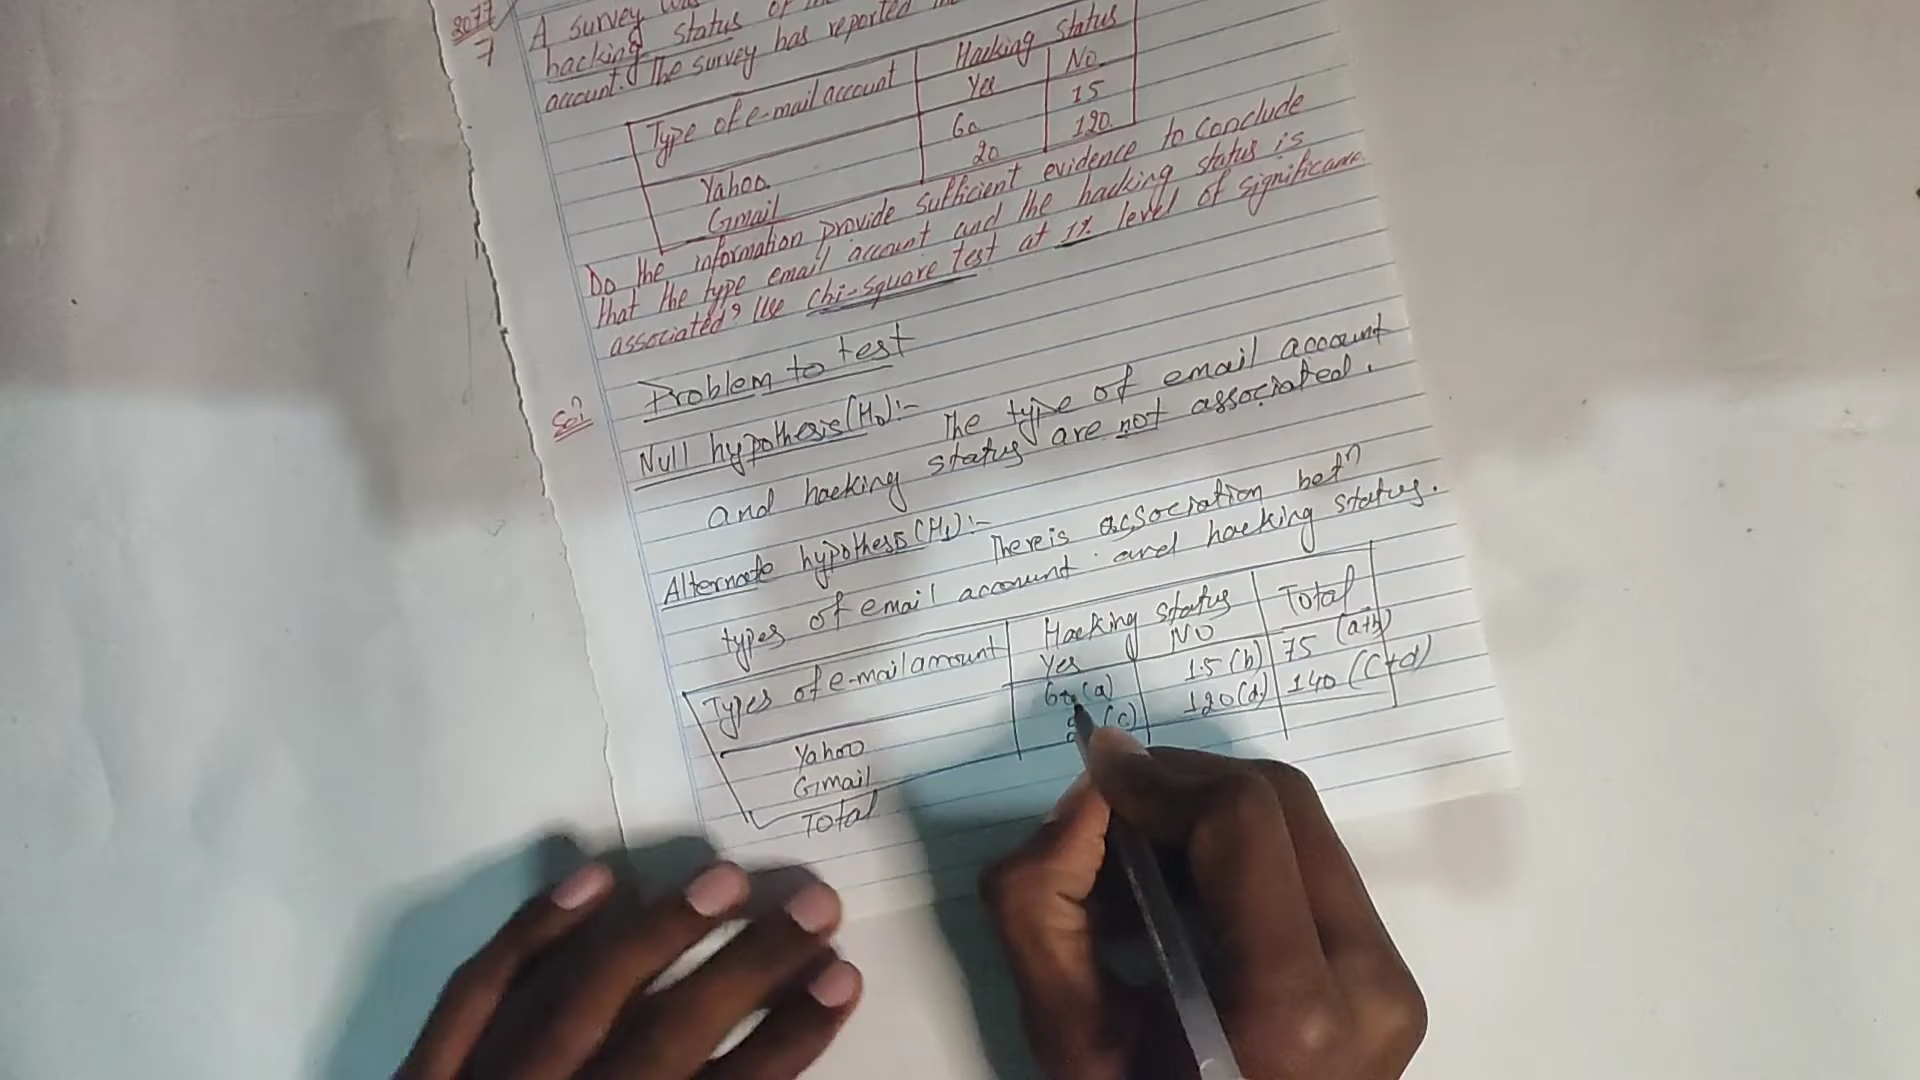 2077
7
A survey
hacking status of
account. The survey has reported
Type of e-mail account Hacking Status
Yes No
Yahoo 60 15
Gmail 20 120
Do the information provide sufficient evidence to conclude
that the type email account and the hacking status is
associated? Use Chi-square test at 1% level of significance.
Soln
Problem to test
Null hypothesis (H0):- The type of email account
and hacking status are not associated.
Alternate hypothesis (H1):- There is association betn
types of email account and hacking status.
Types of e-mail amount Hacking status Total
Yes NO
Yahoo 60 (a) 15 (b) 75 (a+b)
Gmail (c) 120 (d) 140 (c+d)
Total